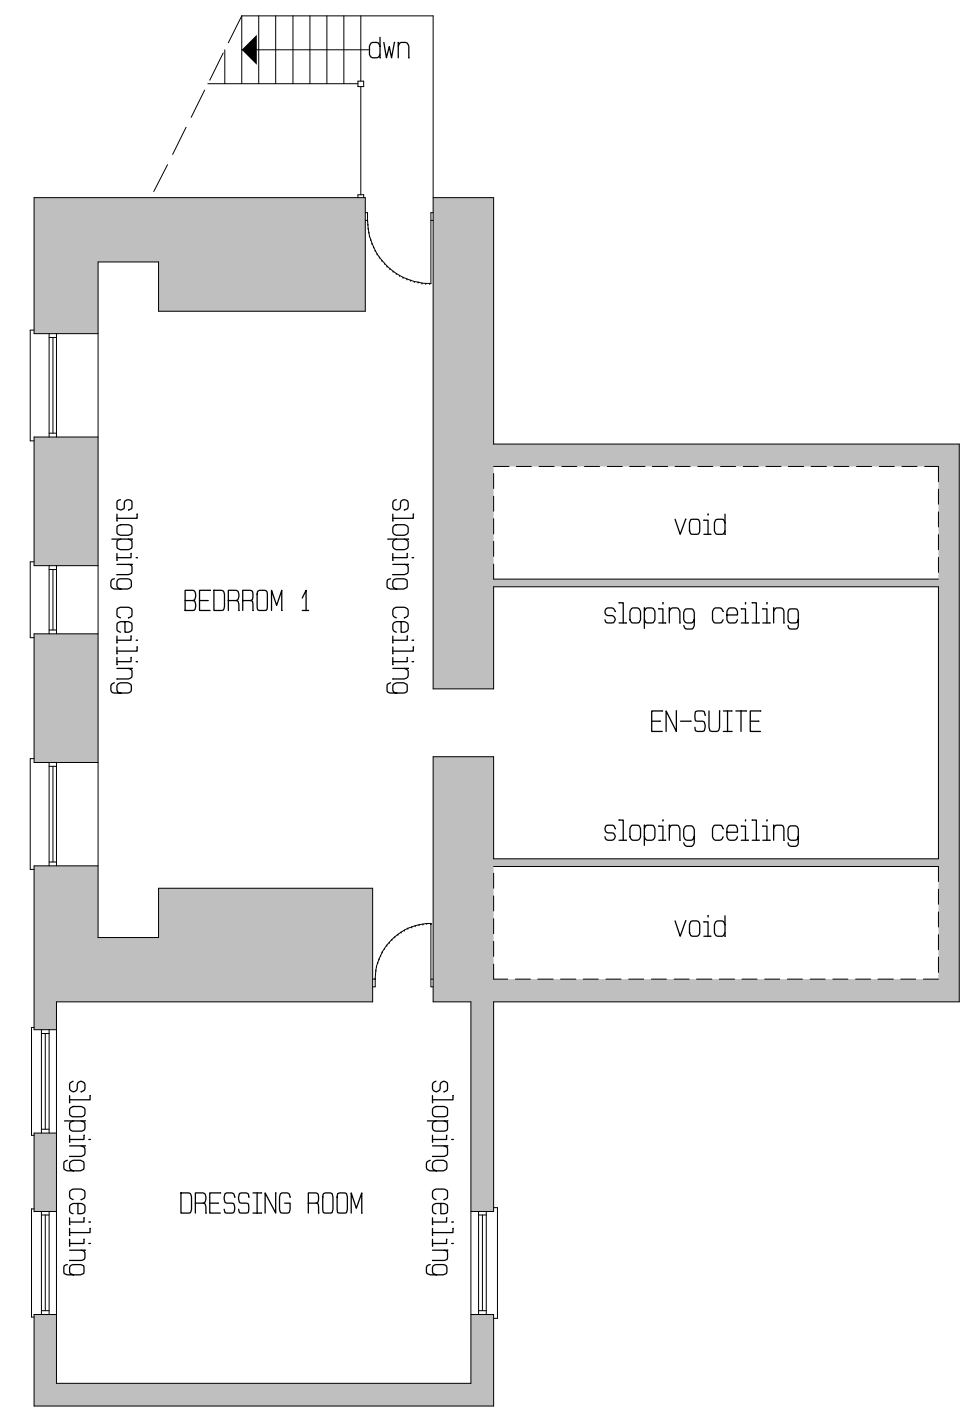 dwn
void
sloping ceiling
sloping ceiling
BEDRROM 1
sloping ceiling
EN-SUITE
sloping ceiling
void
sloping ceiling
sloping ceiling
DRESSING ROOM